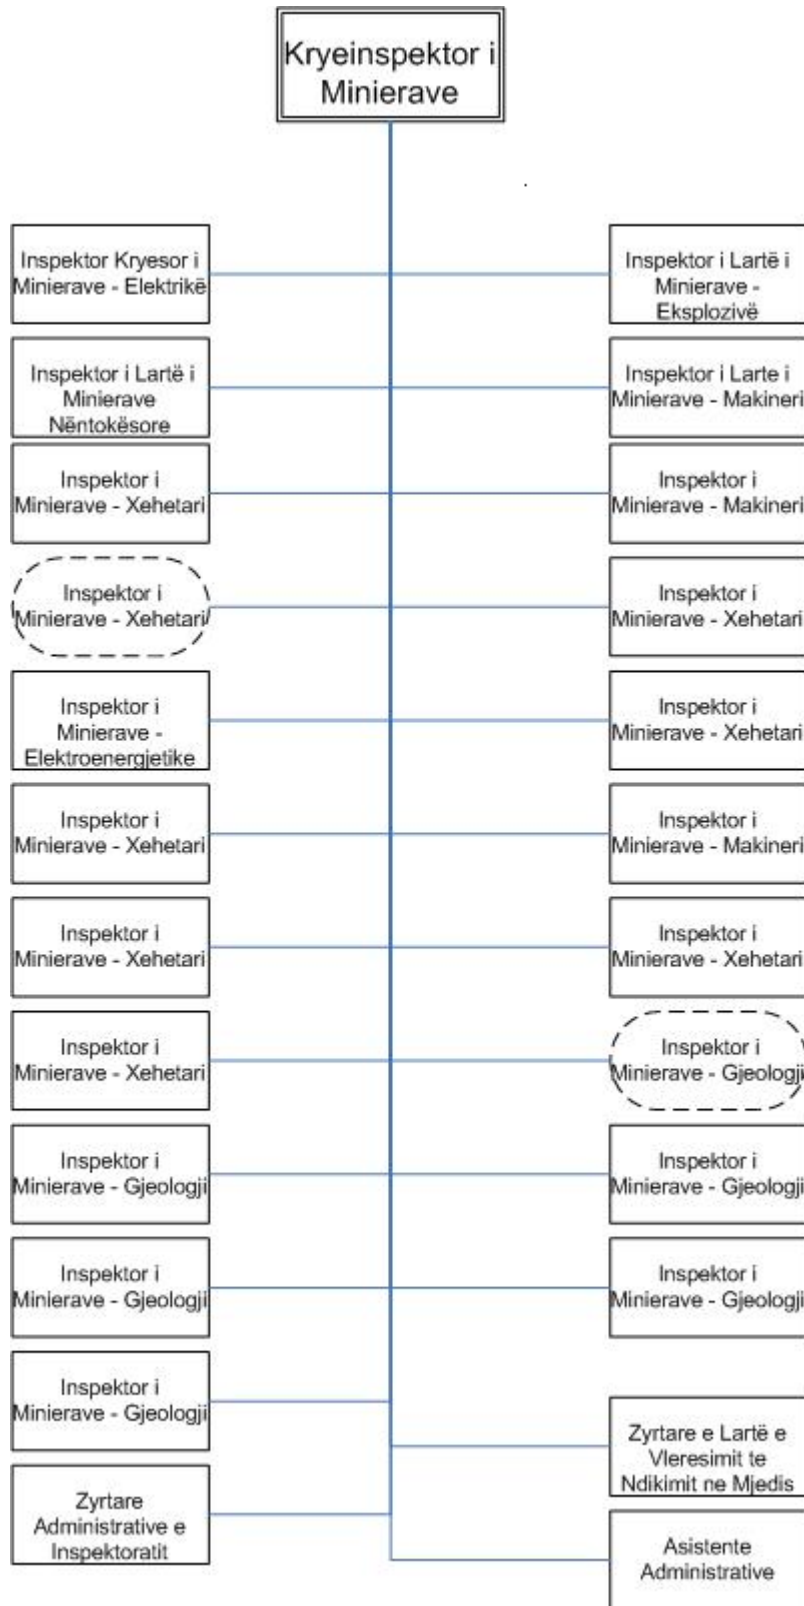 Kryeinspektor i
Minierave
Inspektor Kryesor i
Minierave - Elektrikë
Inspektor i Lartë i
Minierave -
Eksplozivë
Inspektor i Lartë i
Minierave
Nëntokësore
Inspektor i Larte i
Minierave - Makineri
Inspektor i
Minierave - Xehetari
Inspektor i
Minierave - Makineri
Inspektor i
Minierave - Xehetari
Inspektor i
Minierave - Xehetari
Inspektor i
Minierave -
Elektroenergjetike
Inspektor i
Minierave - Xehetari
Inspektor i
Minierave - Xehetari
Inspektor i
Minierave - Makineri
Inspektor i
Minierave - Xehetari
Inspektor i
Minierave - Xehetari
Inspektor i
Minierave - Xehetari
Inspektor i
Minierave - Gjeologji
Inspektor i
Minierave - Gjeologji
Inspektor i
Minierave - Gjeologji
Inspektor i
Minierave - Gjeologji
Inspektor i
Minierave - Gjeologji
Inspektor i
Minierave - Gjeologji
Zyrtare e Lartë e
Vleresimit te
Ndikimit ne Mjedis
Zyrtare
Administrative e
Inspektoratit
Asistente
Administrative